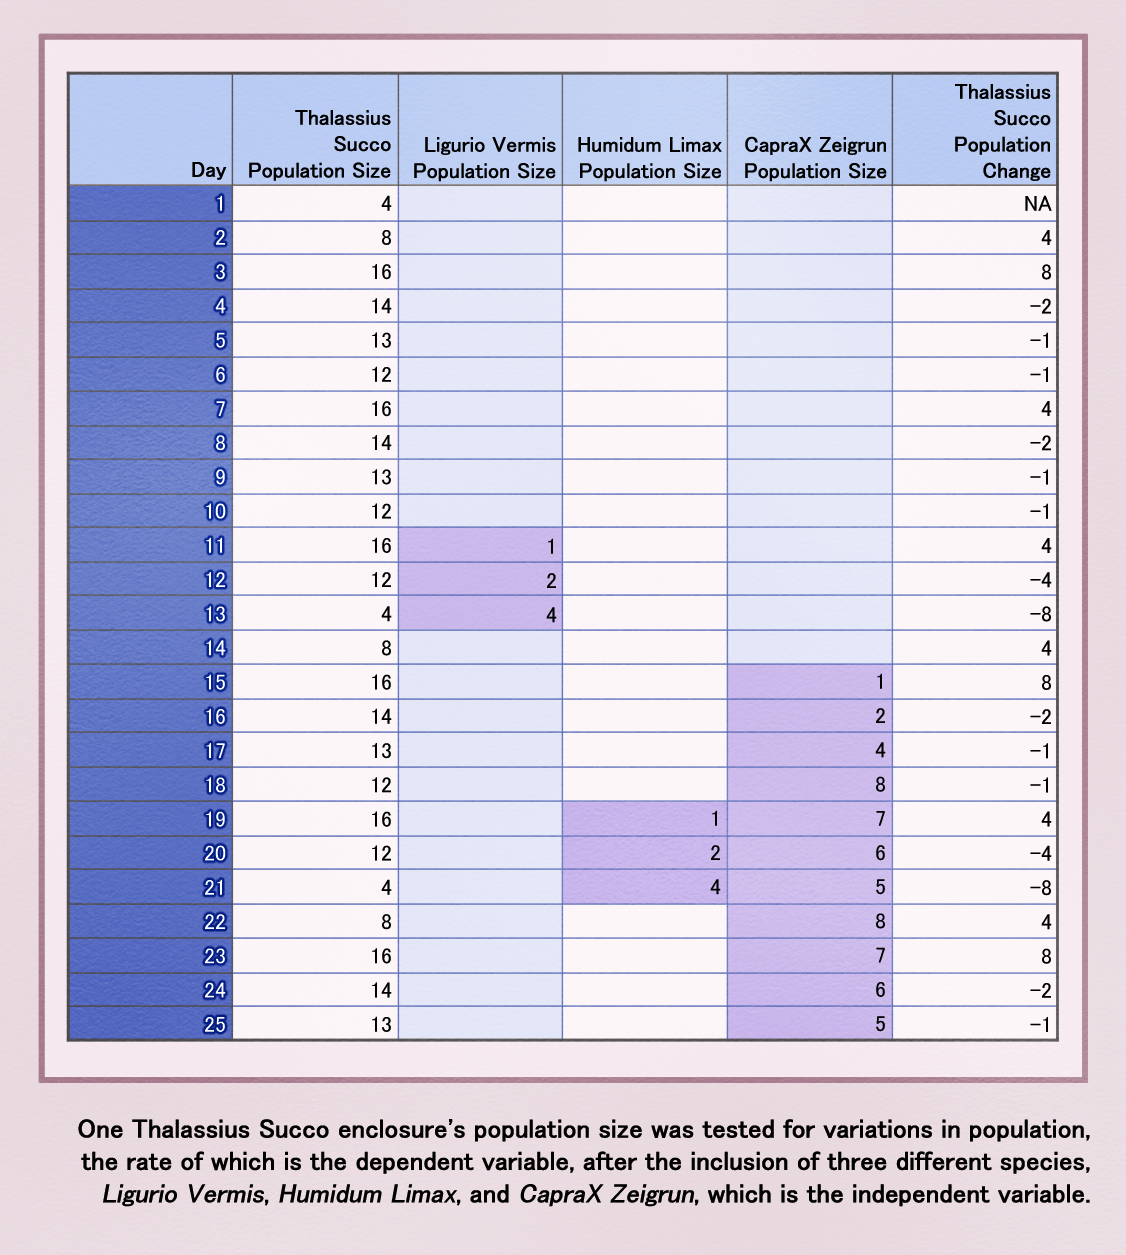 Day | Thalassius Succo Population Size | Ligurio Vermis Population Size | Humidum Limax Population Size | CapraX Zeigrun Population Size | Thalassius Succo Population Change
1 | 4 | | | | NA
2 | 8 | | | | 4
3 | 16 | | | | 8
4 | 14 | | | | −2
5 | 13 | | | | −1
6 | 12 | | | | −1
7 | 16 | | | | 4
8 | 14 | | | | −2
9 | 13 | | | | −1
10 | 12 | | | | −1
11 | 16 | 1 | | | 4
12 | 12 | 2 | | | −4
13 | 4 | 4 | | | −8
14 | 8 | | | | 4
15 | 16 | | | 1 | 8
16 | 14 | | | 2 | −2
17 | 13 | | | 4 | −1
18 | 12 | | | 8 | −1
19 | 16 | | 1 | 7 | 4
20 | 12 | | 2 | 6 | −4
21 | 4 | | 4 | 5 | −8
22 | 8 | | | 8 | 4
23 | 16 | | | 7 | 8
24 | 14 | | | 6 | −2
25 | 13 | | | 5 | −1
One Thalassius Succo enclosure's population size was tested for variations in population,
the rate of which is the dependent variable, after the inclusion of three different species,
Ligurio Vermis, Humidum Limax, and CapraX Zeigrun, which is the independent variable.